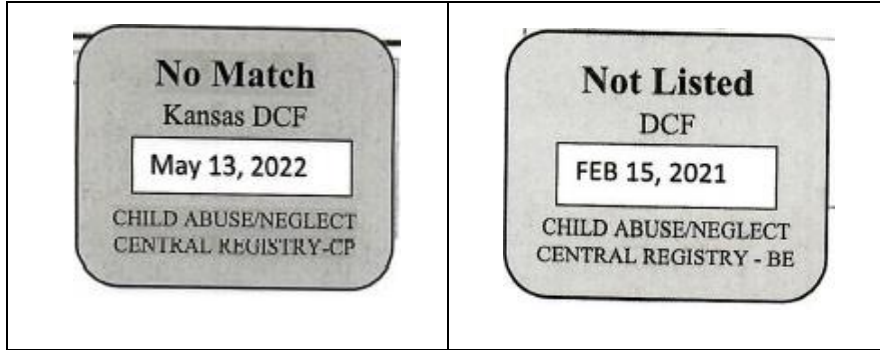 No Match
Kansas DCF
May 13, 2022
CHILD ABUSE/NEGLECT
CENTRAL REGISTRY-CP
Not Listed
DCF
FEB 15, 2021
CHILD ABUSE/NEGLECT
CENTRAL REGISTRY - BE